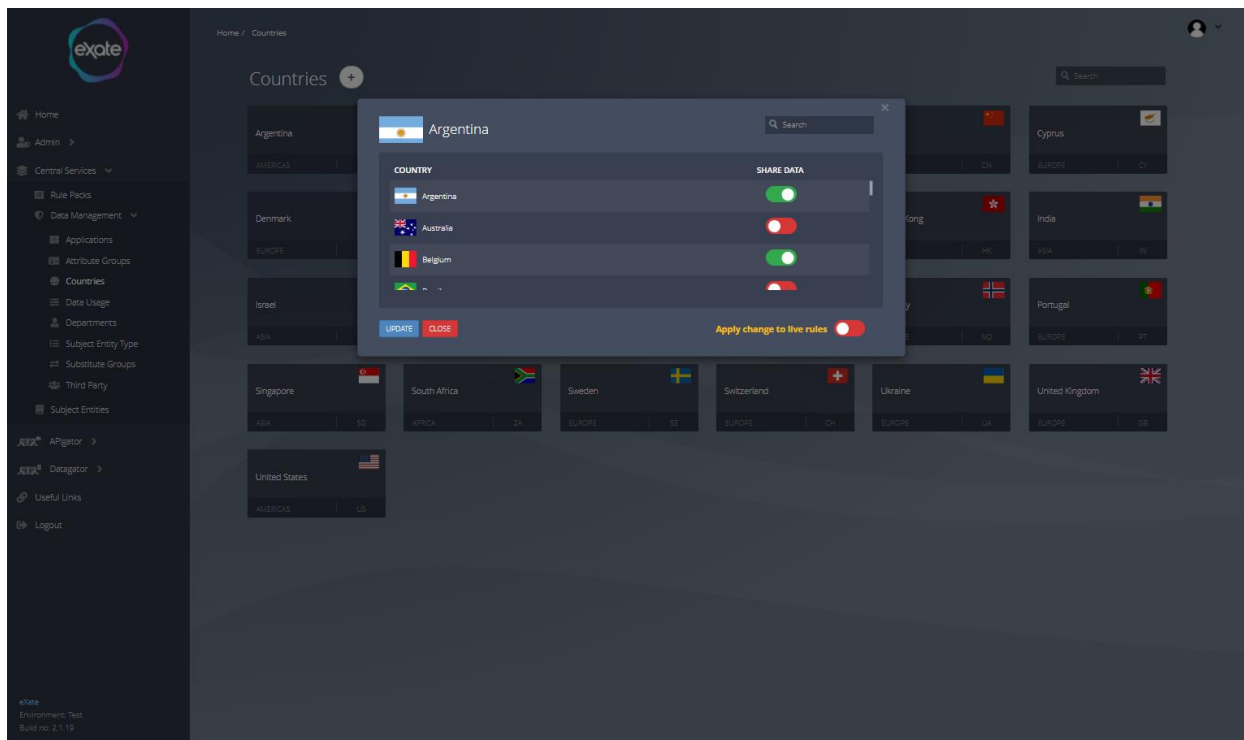 exate
Home / Countries
Countries +
Search
Home
Admin >
Central Services
Rule Packs
Data Management
Applications
Attribute Groups
Countries
Data Usage
Departments
Subject Entity Type
Substitute Groups
Third Party
Subject Entities
APIgator >
Datagator >
Useful Links
Logout
eXate
Environment: Test
Build no: 2.1.19
Argentina
Search
COUNTRY SHARE DATA
Argentina
Australia
Belgium
UPDATE CLOSE Apply change to live rules
Argentina
AMERICAS
CN
Cyprus
EUROPE CY
Denmark
EUROPE
Kong
HK
India
ASIA IN
Israel
ASIA
NO
Portugal
EUROPE PT
Singapore
ASIA SG
South Africa
AFRICA ZA
Sweden
EUROPE SE
Switzerland
EUROPE CH
Ukraine
EUROPE UA
United Kingdom
EUROPE GB
United States
AMERICAS US